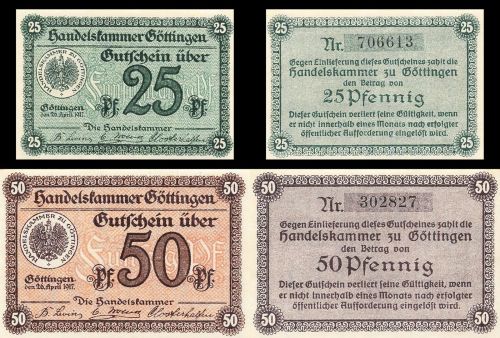 25 25
Handelskammer Göttingen
Gutschein über
HANDELSKAMMER ZU GÖTTINGEN
25 Pf.
Göttingen
den 20. April 1917.
Die Handelskammer
25 25
25 25
Nr. 706613
Gegen Einlieferung dieses Gutscheines zahlt die
Handelskammer zu Göttingen
den Betrag von
25 Pfennig
Dieser Gutschein verliert seine Gültigkeit, wenn
er nicht innerhalb eines Monats nach erfolgter
öffentlicher Aufforderung eingelöst wird.
25 25
50 50
Handelskammer Göttingen
Gutschein über
HANDELSKAMMER ZU GÖTTINGEN
Pf. 50 Pf.
Göttingen
den 20. April 1917.
Die Handelskammer
50 50
50 50
Nr. 302827
Gegen Einlieferung dieses Gutscheines zahlt die
Handelskammer zu Göttingen
den Betrag von
50 Pfennig
Dieser Gutschein verliert seine Gültigkeit, wenn
er nicht innerhalb eines Monats nach erfolgter
öffentlicher Aufforderung eingelöst wird.
50 50